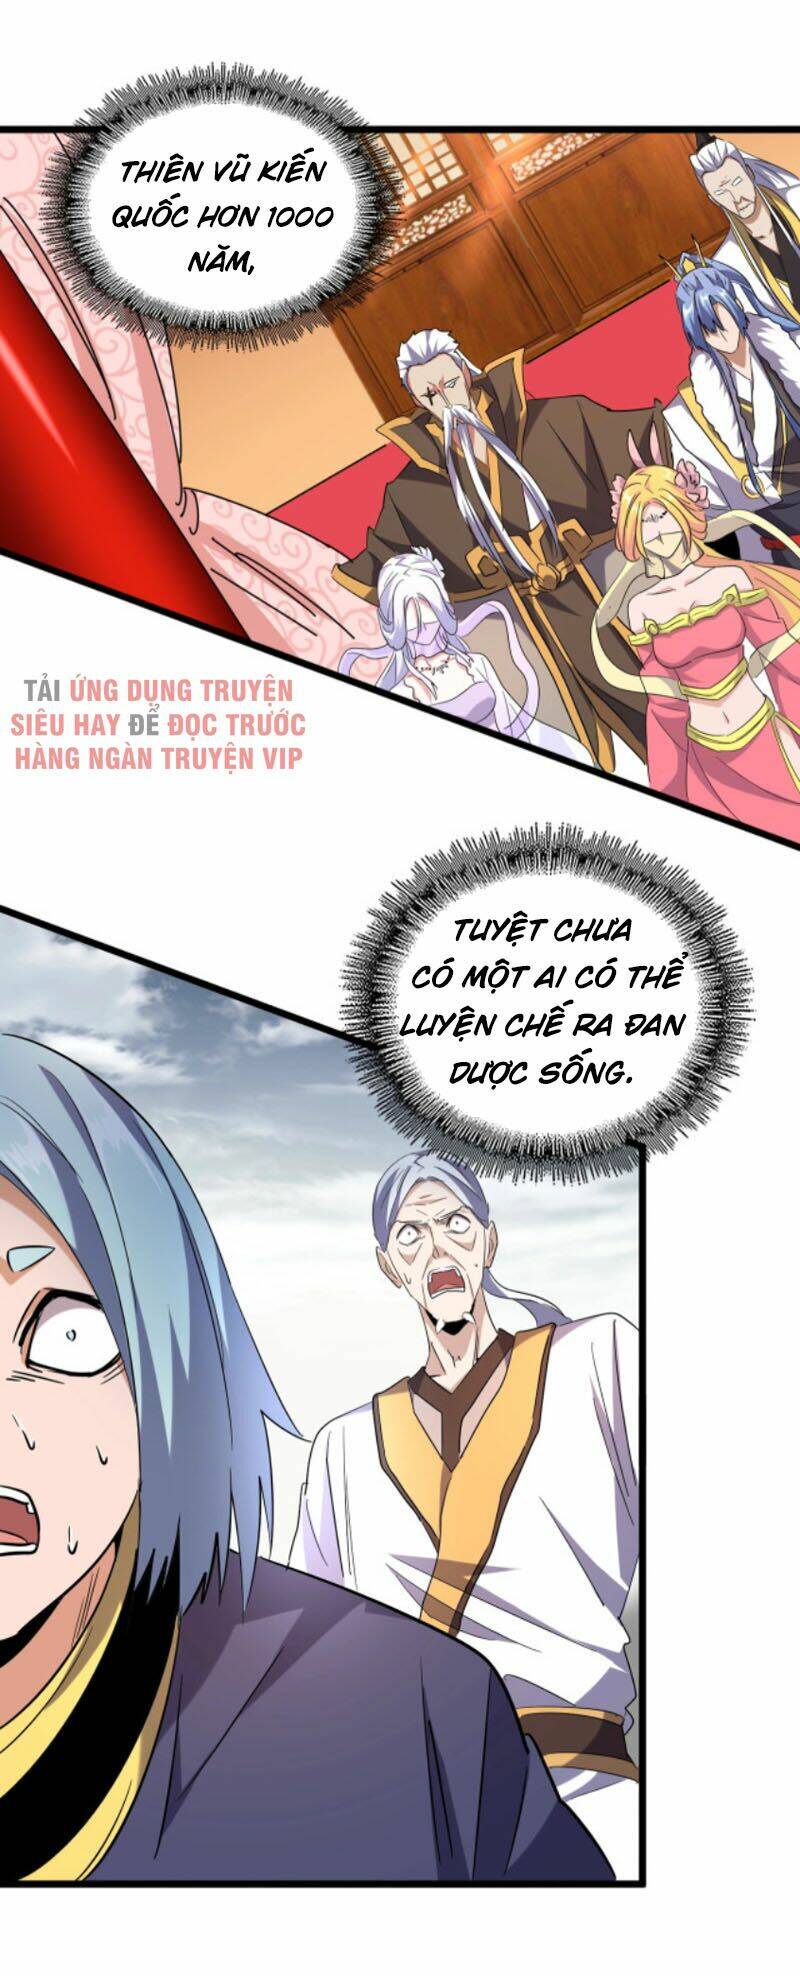 THIÊN VŨ KIẾN
QUỐC HƠN 1000
NĂM,
TẢI ỨNG DỤNG TRUYỆN
SIÊU HAY ĐỂ ĐỌC TRƯỚC
HÀNG NGÀN TRUYỆN VIP
TUYỆT CHƯA
CÓ MỘT AI CÓ THỂ
LUYỆN CHẾ RA ĐAN
DƯỢC SỐNG.